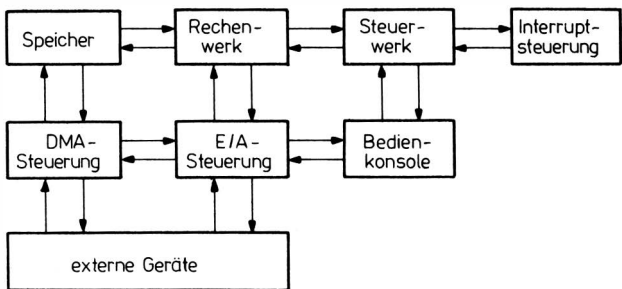 Speicher
Rechen-
werk
Steuer-
werk
Interrupt-
steuerung
DMA-
Steuerung
E/A-
Steuerung
Bedien-
konsole
externe Geräte